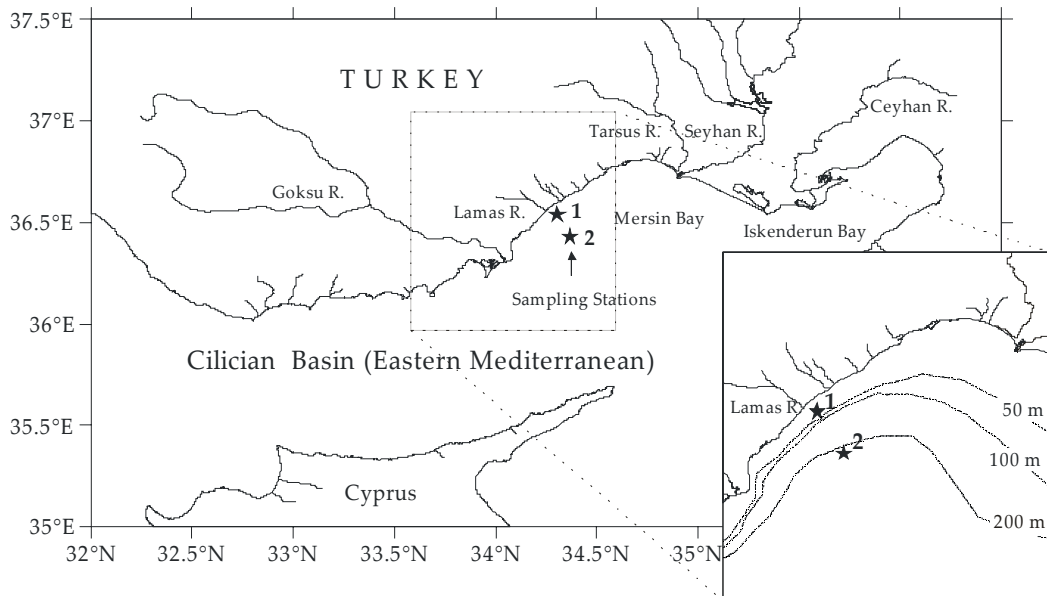 37.5°E
TURKEY
37°E
Ceyhan R.
Tarsus R.
Seyhan R.
Goksu R.
Lamas R.
1
Mersin Bay
36.5°E
2
Iskenderun Bay
Sampling Stations
36°E
Cilician Basin (Eastern Mediterranean)
Lamas R.
1
50 m
35.5°E
2
100 m
Cyprus
200 m
35°E
32°N
32.5°N
33°N
33.5°N
34°N
34.5°N
35°N